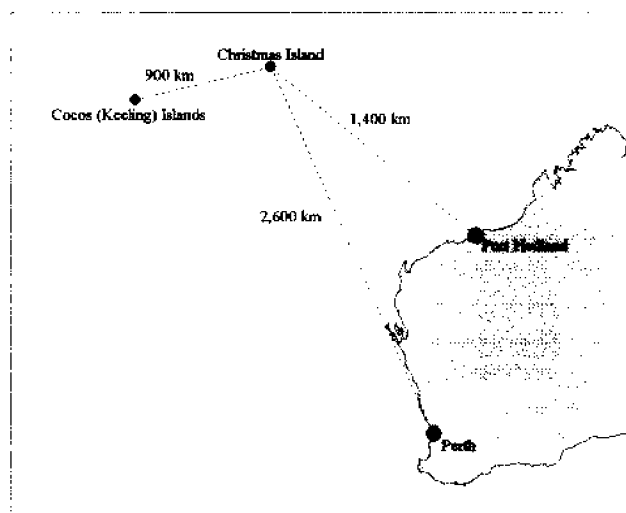 Christmas Island
900 km
Cocos (Keeling) Islands
1,400 km
2,600 km
Port Hedland
Perth